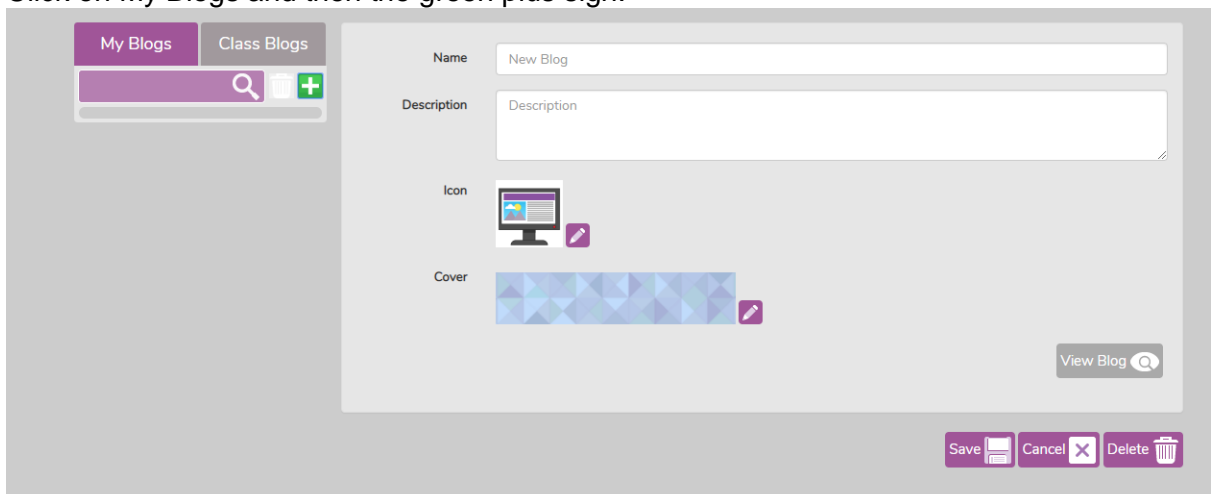 Click on My Blogs and then the green plus sign.
My Blogs Class Blogs
Name New Blog
Description Description
Icon
Cover
View Blog
Save Cancel Delete